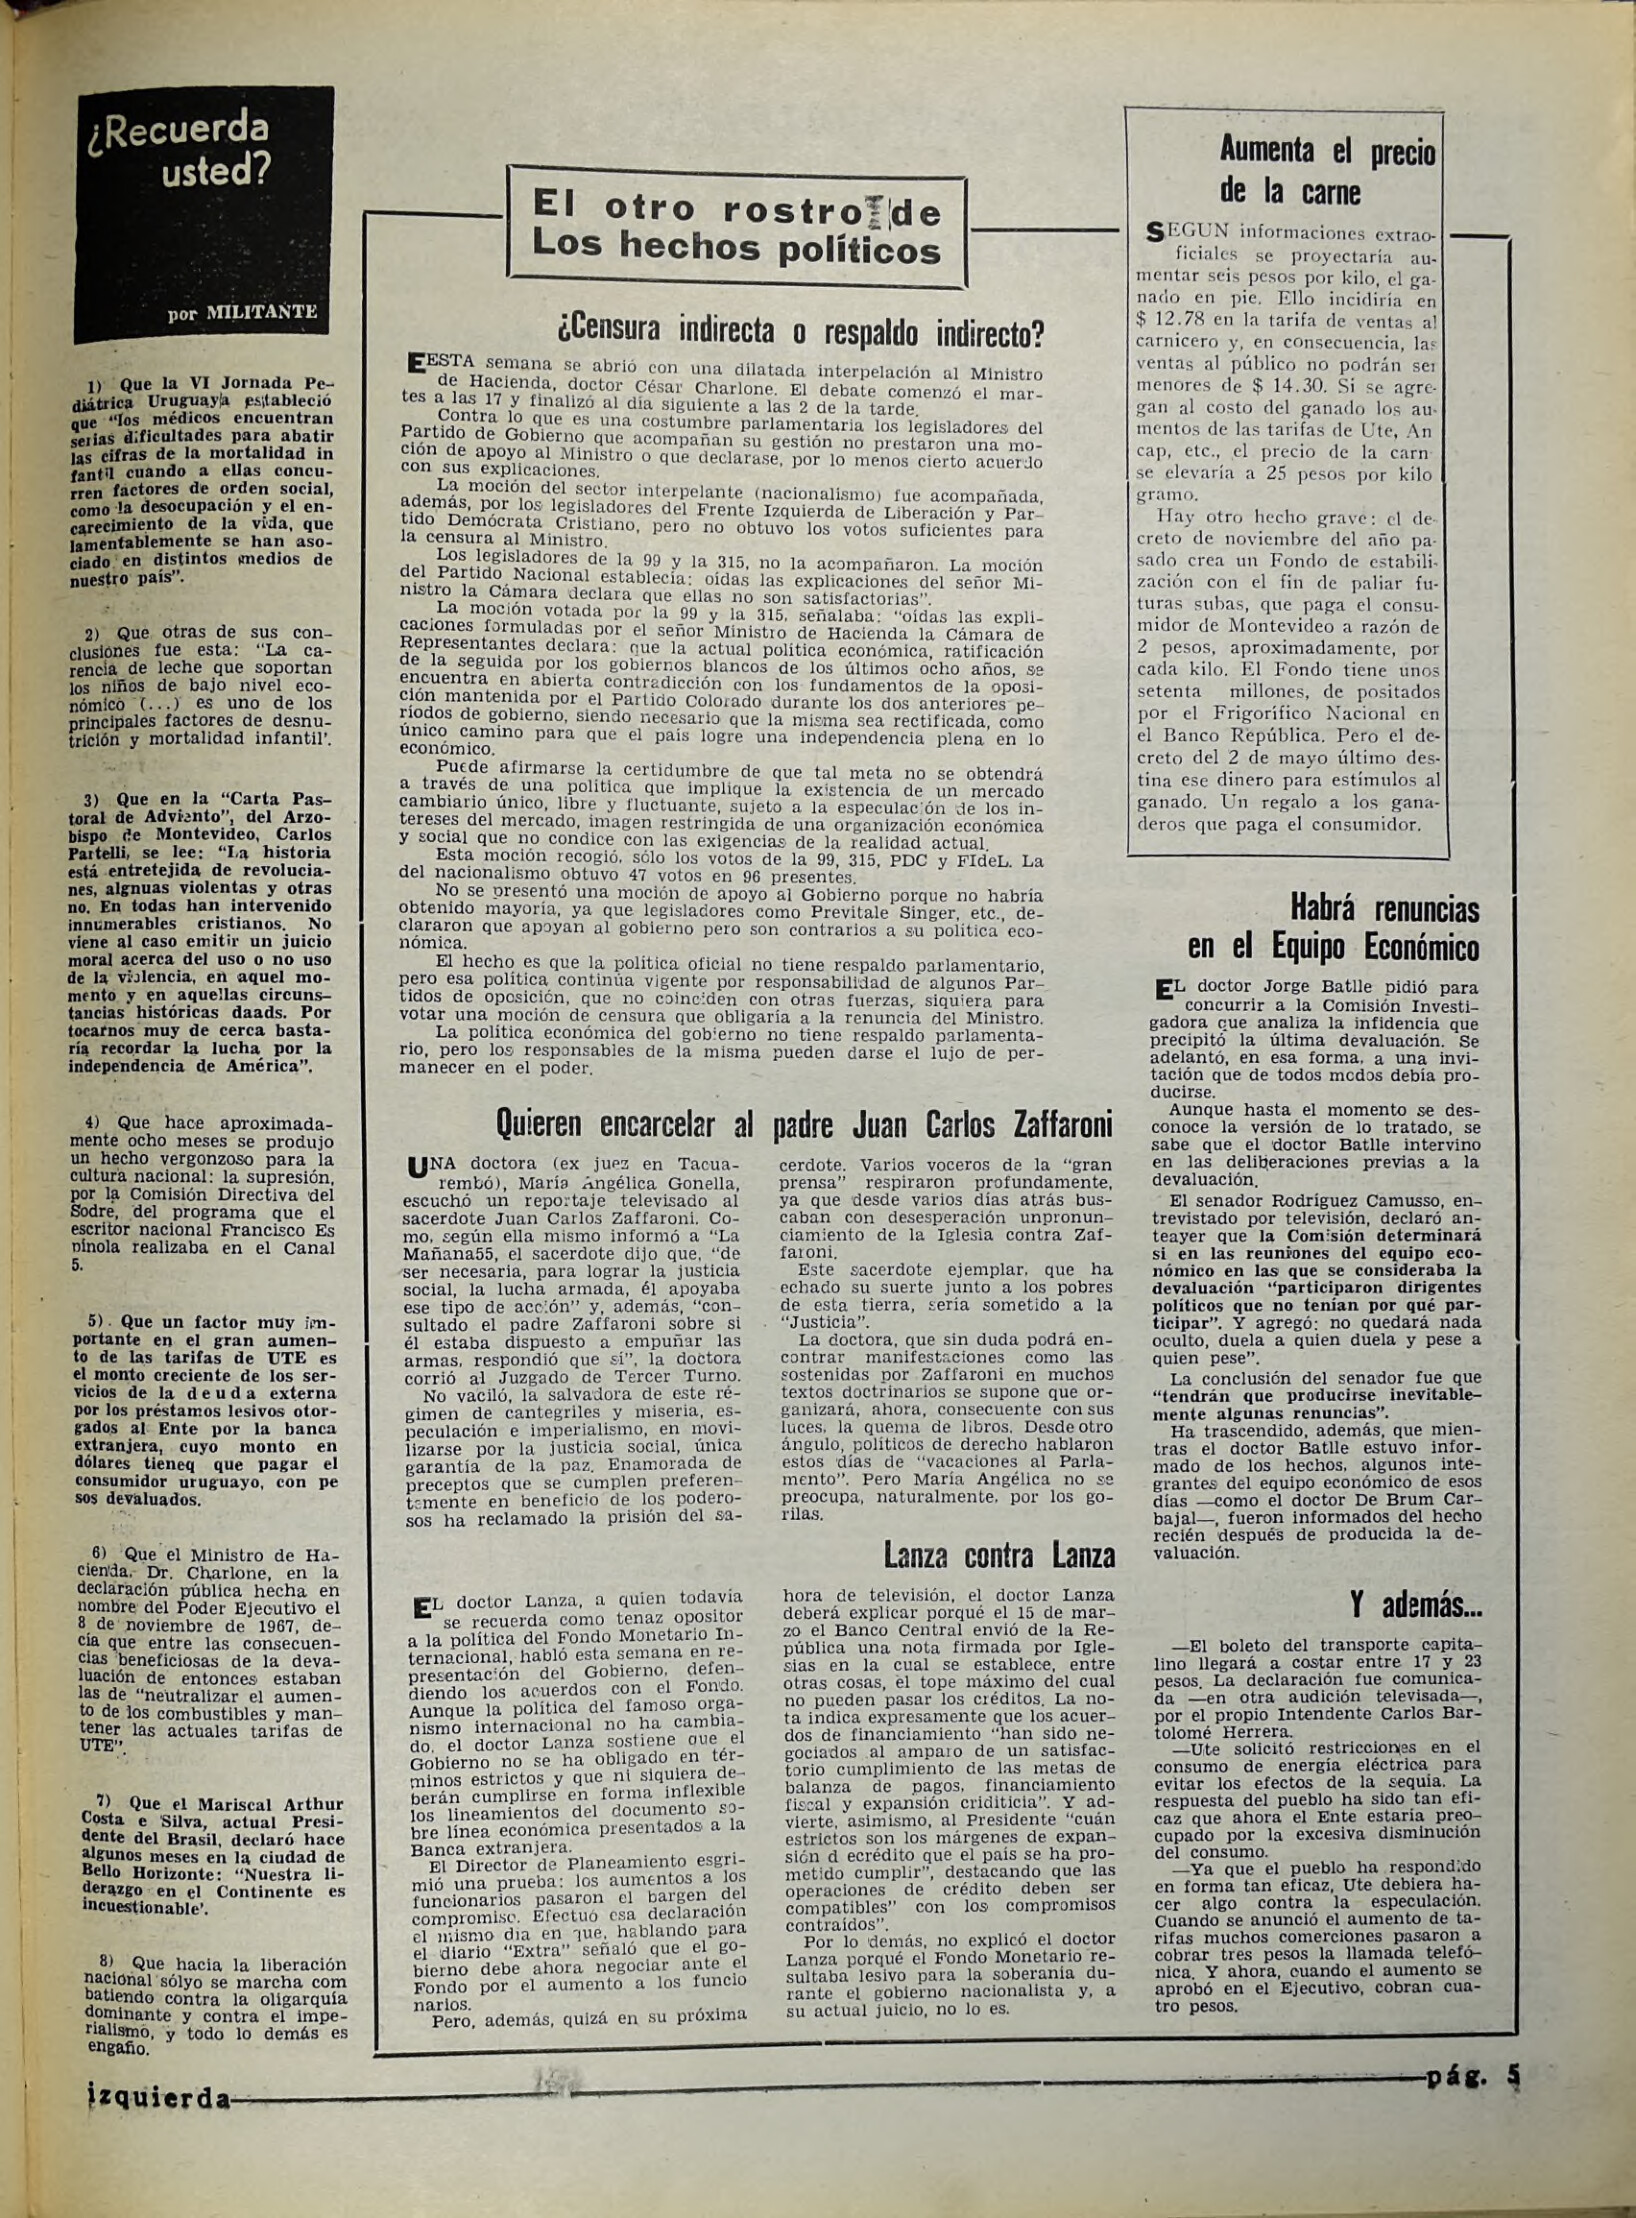 ¿Recuerda
usted?
por MILITANTE
1) Que la VI Jornada Pe-
diátrica Uruguaya estableció
que "los médicos encuentran
serias dificultades para abatir
las cifras de la mortalidad in
fantil cuando a ellas concu-
rren factores de orden social,
como la desocupación y el en-
carecimiento de la vida, que
lamentablemente se han aso-
ciado en distintos medios de
nuestro país".
2) Que otras de sus con-
clusiones fue esta: "La ca-
rencia de leche que soportan
los niños de bajo nivel eco-
nómico (...) es uno de los
principales factores de desnu-
trición y mortalidad infantil'.
3) Que en la "Carta Pas-
toral de Adviento", del Arzo-
bispo de Montevideo, Carlos
Partelli, se lee: "La historia
está entretejida de revolucia-
nes, algnuas violentas y otras
no. En todas han intervenido
innumerables cristianos. No
viene al caso emitir un juicio
moral acerca del uso o no uso
de la violencia, en aquel mo-
mento y en aquellas circuns-
tancias históricas daads. Por
tocarnos muy de cerca basta-
ría recordar la lucha por la
independencia de América".
4) Que hace aproximada-
mente ocho meses se produjo
un hecho vergonzoso para la
cultura nacional: la supresión,
por la Comisión Directiva del
Sodre, del programa que el
escritor nacional Francisco Es
pinola realizaba en el Canal
5.
5). Que un factor muy im-
portante en el gran aumen-
to de las tarifas de UTE es
el monto creciente de los ser-
vicios de la deuda externa
por los préstamos lesivos otor-
gados al Ente por la banca
extranjera, cuyo monto en
dólares tieneq que pagar el
consumidor uruguayo, con pe
sos devaluados.
6) Que el Ministro de Ha-
cienda, Dr. Charlone, en la
declaración pública hecha en
nombre del Poder Ejecutivo el
8 de noviembre de 1967, de-
cía que entre las consecuen-
cias beneficiosas de la deva-
luación de entonces estaban
las de "neutralizar el aumen-
to de los combustibles y man-
tener las actuales tarifas de
UTE".
7) Que el Mariscal Arthur
Costa e Silva, actual Presi-
dente del Brasil, declaró hace
algunos meses en la ciudad de
Bello Horizonte: "Nuestra li-
derazgo en el Continente es
incuestionable'.
8) Que hacia la liberación
nacional sólyo se marcha com
batiendo contra la oligarquía
dominante y contra el impe-
rialismo, y todo lo demás es
engaño.
El otro rostro de
Los hechos políticos
¿Censura indirecta o respaldo indirecto?
EESTA semana se abrió con una dilatada interpelación al Ministro
de Hacienda, doctor César Charlone. El debate comenzó el mar-
tes a las 17 y finalizó al día siguiente a las 2 de la tarde.
Contra lo que es una costumbre parlamentaria los legisladores del
Partido de Gobierno que acompañan su gestión no prestaron una mo-
ción de apoyo al Ministro o que declarase, por lo menos cierto acuerdo
con sus explicaciones.
La moción del sector interpelante (nacionalismo) fue acompañada,
además, por los legisladores del Frente Izquierda de Liberación y Par-
tido Demócrata Cristiano, pero no obtuvo los votos suficientes para
la censura al Ministro.
Los legisladores de la 99 y la 315, no la acompañaron. La moción
del Partido Nacional establecía: oídas las explicaciones del señor Mi-
nistro la Cámara declara que ellas no son satisfactorias".
La moción votada por la 99 y la 315, señalaba: "oídas las expli-
caciones formuladas por el señor Ministro de Hacienda la Cámara de
Representantes declara: que la actual política económica, ratificación
de la seguida por los gobiernos blancos de los últimos ocho años, se
encuentra en abierta contradicción con los fundamentos de la oposi-
ción mantenida por el Partido Colorado durante los dos anteriores pe-
ríodos de gobierno, siendo necesario que la misma sea rectificada, como
único camino para que el país logre una independencia plena en lo
económico.
Puede afirmarse la certidumbre de que tal meta no se obtendrá
a través de una política que implique la existencia de un mercado
cambiario único, libre y fluctuante, sujeto a la especulación de los in-
tereses del mercado, imagen restringida de una organización económica
y social que no condice con las exigencias de la realidad actual.
Esta moción recogió, sólo los votos de la 99, 315, PDC y FIdeL. La
del nacionalismo obtuvo 47 votos en 96 presentes.
No se presentó una moción de apoyo al Gobierno porque no habría
obtenido mayoría, ya que legisladores como Previtale Singer, etc., de-
clararon que apoyan al gobierno pero son contrarios a su política eco-
nómica.
El hecho es que la política oficial no tiene respaldo parlamentario,
pero esa política continúa vigente por responsabilidad de algunos Par-
tidos de oposición, que no coinciden con otras fuerzas, siquiera para
votar una moción de censura que obligaría a la renuncia del Ministro.
La política económica del gobierno no tiene respaldo parlamenta-
rio, pero los responsables de la misma pueden darse el lujo de per-
manecer en el poder.
Quieren encarcelar al padre Juan Carlos Zaffaroni
UNA doctora (ex juez en Tacua-
rembó), María Angélica Gonella,
escuchó un reportaje televisado al
sacerdote Juan Carlos Zaffaroni. Co-
mo, según ella mismo informó a "La
Mañana55, el sacerdote dijo que, "de
ser necesaria, para lograr la justicia
social, la lucha armada, él apoyaba
ese tipo de acción" y, además, "con-
sultado el padre Zaffaroni sobre si
él estaba dispuesto a empuñar las
armas, respondió que sí", la doctora
corrió al Juzgado de Tercer Turno.
No vaciló, la salvadora de este ré-
gimen de cantegriles y miseria, es-
peculación e imperialismo, en movi-
lizarse por la justicia social, única
garantía de la paz. Enamorada de
preceptos que se cumplen preferen-
temente en beneficio de los podero-
sos ha reclamado la prisión del sa-
cerdote. Varios voceros de la "gran
prensa" respiraron profundamente,
ya que desde varios días atrás bus-
caban con desesperación unpronun-
ciamiento de la Iglesia contra Zaf-
faroni.
Este sacerdote ejemplar, que ha
echado su suerte junto a los pobres
de esta tierra, sería sometido a la
"Justicia".
La doctora, que sin duda podrá en-
contrar manifestaciones como las
sostenidas por Zaffaroni en muchos
textos doctrinarios se supone que or-
ganizará, ahora, consecuente con sus
luces, la quema de libros. Desde otro
ángulo, políticos de derecho hablaron
estos días de "vacaciones al Parla-
mento". Pero María Angélica no se
preocupa, naturalmente, por los go-
rilas.
Lanza contra Lanza
EL doctor Lanza, a quien todavía
se recuerda como tenaz opositor
a la política del Fondo Monetario In-
ternacional, habló esta semana en re-
presentación del Gobierno, defen-
diendo los acuerdos con el Fondo.
Aunque la política del famoso orga-
nismo internacional no ha cambia-
do, el doctor Lanza sostiene que el
Gobierno no se ha obligado en tér-
minos estrictos y que ni siquiera de-
berán cumplirse en forma inflexible
los lineamientos del documento so-
bre línea económica presentados a la
Banca extranjera.
El Director de Planeamiento esgri-
mió una prueba: los aumentos a los
funcionarios pasaron el bargen del
compromiso. Efectuó esa declaración
el mismo día en que, hablando para
el diario "Extra" señaló que el go-
bierno debe ahora negociar ante el
Fondo por el aumento a los funcio
narios.
Pero, además, quizá en su próxima
hora de televisión, el doctor Lanza
deberá explicar porqué el 15 de mar-
zo el Banco Central envió de la Re-
pública una nota firmada por Igle-
sias en la cual se establece, entre
otras cosas, el tope máximo del cual
no pueden pasar los créditos. La no-
ta indica expresamente que los acuer-
dos de financiamiento "han sido ne-
gociados al amparo de un satisfac-
torio cumplimiento de las metas de
balanza de pagos, financiamiento
fiscal y expansión criditicia". Y ad-
vierte, asimismo, al Presidente "cuán
estrictos son los márgenes de expan-
sión d ecrédito que el país se ha pro-
metido cumplir", destacando que las
operaciones de crédito deben ser
compatibles" con los compromisos
contraídos".
Por lo demás, no explicó el doctor
Lanza porqué el Fondo Monetario re-
sultaba lesivo para la soberanía du-
rante el gobierno nacionalista y, a
su actual juicio, no lo es.
Aumenta el precio
de la carne
SEGUN informaciones extrao-
ficiales se proyectaría au-
mentar seis pesos por kilo, el ga-
nado en pie. Ello incidiría en
$ 12.78 en la tarifa de ventas al
carnicero y, en consecuencia, las
ventas al público no podrán ser
menores de $ 14.30. Si se agre-
gan al costo del ganado los au-
mentos de las tarifas de Ute, An
cap, etc., el precio de la carn
se elevaría a 25 pesos por kilo
gramo.
Hay otro hecho grave: el de-
creto de noviembre del año pa-
sado crea un Fondo de estabili-
zación con el fin de paliar fu-
turas subas, que paga el consu-
midor de Montevideo a razón de
2 pesos, aproximadamente, por
cada kilo. El Fondo tiene unos
setenta millones, de positados
por el Frigorífico Nacional en
el Banco República. Pero el de-
creto del 2 de mayo último des-
tina ese dinero para estímulos al
ganado. Un regalo a los gana-
deros que paga el consumidor.
Habrá renuncias
en el Equipo Económico
EL doctor Jorge Batlle pidió para
concurrir a la Comisión Investi-
gadora que analiza la infidencia que
precipitó la última devaluación. Se
adelantó, en esa forma, a una invi-
tación que de todos modos debía pro-
ducirse.
Aunque hasta el momento se des-
conoce la versión de lo tratado, se
sabe que el doctor Batlle intervino
en las deliberaciones previas a la
devaluación.
El senador Rodríguez Camusso, en-
trevistado por televisión, declaró an-
teayer que la Comisión determinará
si en las reuniones del equipo eco-
nómico en las que se consideraba la
devaluación "participaron dirigentes
políticos que no tenían por qué par-
ticipar". Y agregó: no quedará nada
oculto, duela a quien duela y pese a
quien pese".
La conclusión del senador fue que
"tendrán que producirse inevitable-
mente algunas renuncias".
Ha trascendido, además, que mien-
tras el doctor Batlle estuvo infor-
mado de los hechos, algunos inte-
grantes del equipo económico de esos
días —como el doctor De Brum Car-
bajal—, fueron informados del hecho
recién después de producida la de-
valuación.
Y además...
—El boleto del transporte capita-
lino llegará a costar entre 17 y 23
pesos. La declaración fue comunica-
da —en otra audición televisada—,
por el propio Intendente Carlos Bar-
tolomé Herrera.
—Ute solicitó restricciones en el
consumo de energía eléctrica para
evitar los efectos de la sequía. La
respuesta del pueblo ha sido tan efi-
caz que ahora el Ente estaría preo-
cupado por la excesiva disminución
del consumo.
—Ya que el pueblo ha respondido
en forma tan eficaz, Ute debiera ha-
cer algo contra la especulación.
Cuando se anunció el aumento de ta-
rifas muchos comerciones pasaron a
cobrar tres pesos la llamada telefó-
nica. Y ahora, cuando el aumento se
aprobó en el Ejecutivo, cobran cua-
tro pesos.
izquierda
pág. 5